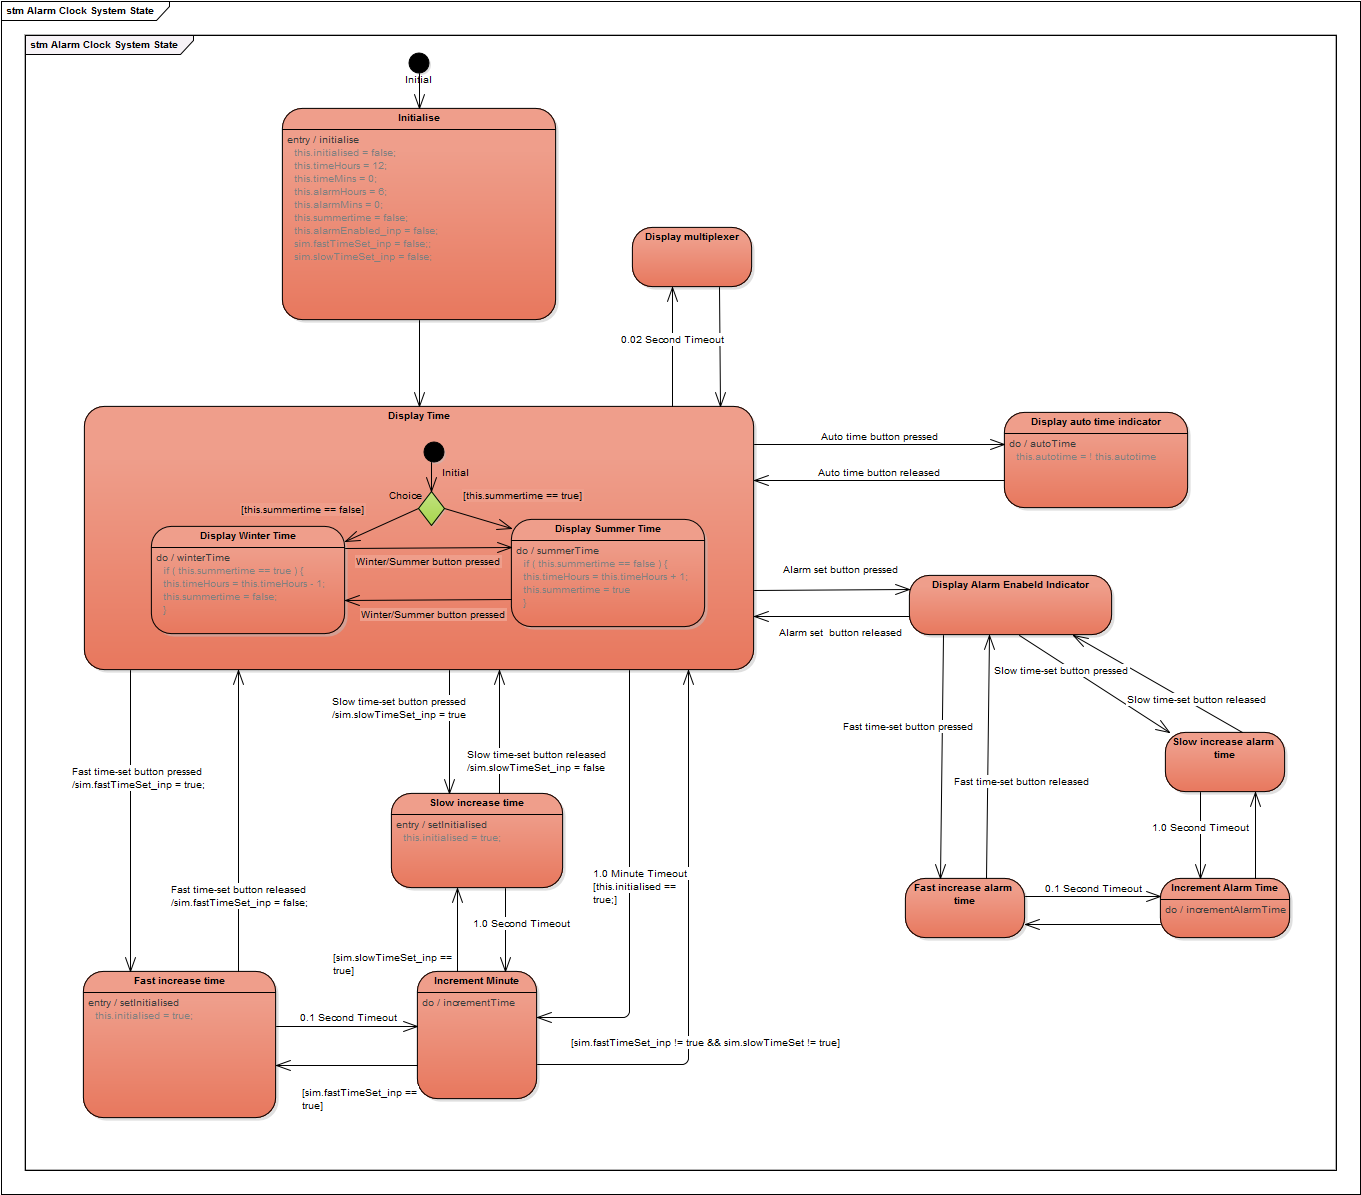 stm Alarm Clock System State
stm Alarm Clock System State
Initial
Initialise
entry / initialise
this.initialised = false;
this.timeHours = 12;
this.timeMins = 0;
this.alarmHours = 6;
this.alarmMins = 0;
this.summertime = false;
this.alarmEnabled_inp = false;
sim.fastTimeSet_inp = false;;
sim.slowTimeSet_inp = false;
Display multiplexer
0.02 Second Timeout
Display Time
Initial
Choice
[this.summertime == true]
[this.summertime == false]
Display Winter Time
do / winterTime
if ( this.summertime == true ) {
this.timeHours = this.timeHours - 1;
this.summertime = false;
}
Winter/Summer button pressed
Winter/Summer button pressed
Display Summer Time
do / summerTime
if ( this.summertime == false ) {
this.timeHours = this.timeHours + 1;
this.summertime = true
}
Auto time button pressed
Auto time button released
Display auto time indicator
do / autoTime
this.autotime = ! this.autotime
Alarm set button pressed
Alarm set  button released
Display Alarm Enabeld Indicator
Slow time-set button pressed
Slow time-set button released
Fast time-set button pressed
Fast time-set button released
Slow increase alarm
time
1.0 Second Timeout
Fast increase alarm
time
0.1 Second Timeout
Increment Alarm Time
do / incrementAlarmTime
Slow time-set button pressed
/sim.slowTimeSet_inp = true
Slow time-set button released
/sim.slowTimeSet_inp = false
Fast time-set button pressed
/sim.fastTimeSet_inp = true;
Fast time-set button released
/sim.fastTimeSet_inp = false;
Slow increase time
entry / setInitialised
this.initialised = true;
1.0 Minute Timeout
[this.initialised ==
true;]
1.0 Second Timeout
[sim.slowTimeSet_inp ==
true]
Fast increase time
entry / setInitialised
this.initialised = true;
0.1 Second Timeout
Increment Minute
do / incrementTime
[sim.fastTimeSet_inp != true && sim.slowTimeSet != true]
[sim.fastTimeSet_inp ==
true]